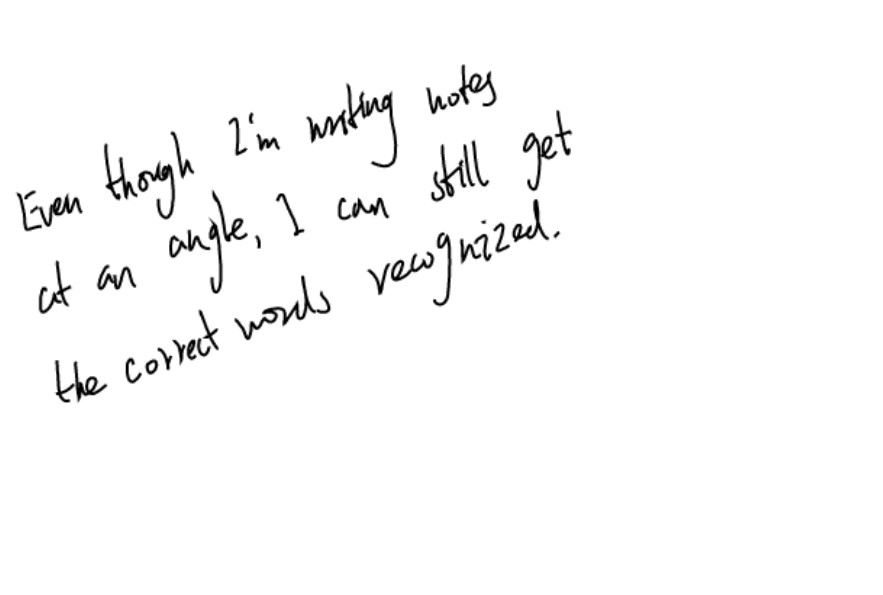 Even though I'm writing notes
at an angle, I can still get
the correct words recognized.